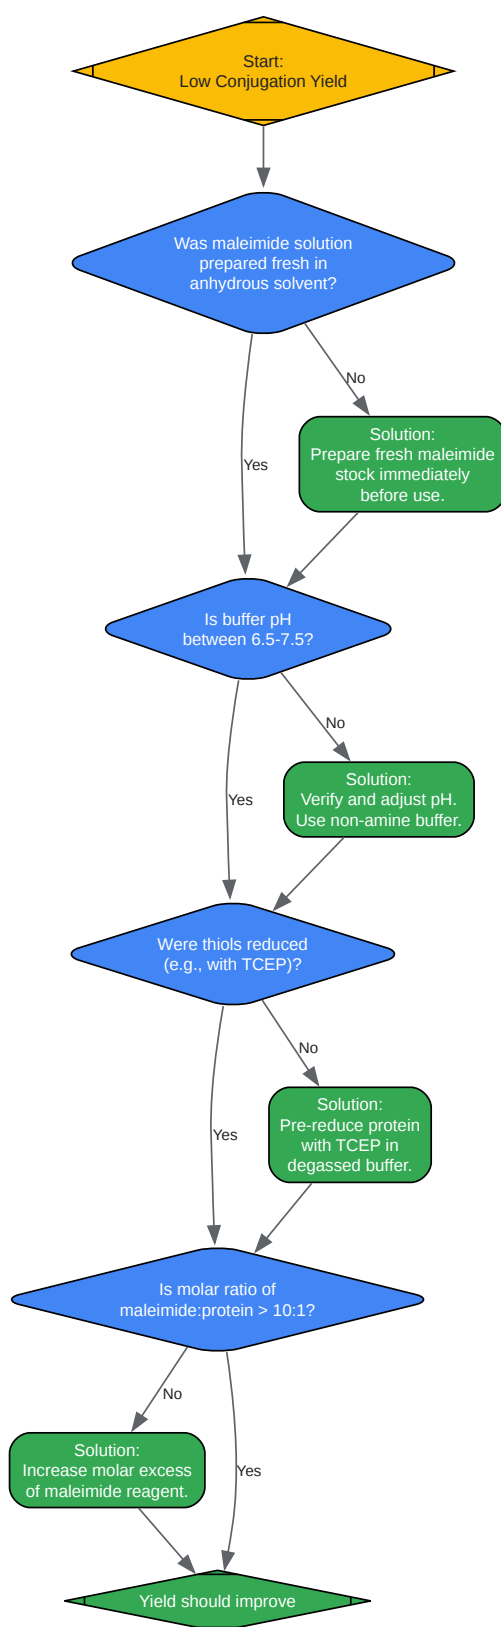 Start:
Low Conjugation Yield
Was maleimide solution
prepared fresh in
anhydrous solvent?
No
Solution:
Prepare fresh maleimide
stock immediately
before use.
Yes
Is buffer pH
between 6.5-7.5?
No
Solution:
Verify and adjust pH.
Use non-amine buffer.
Yes
Were thiols reduced
(e.g., with TCEP)?
No
Solution:
Pre-reduce protein
with TCEP in
degassed buffer.
Yes
Is molar ratio of
maleimide:protein > 10:1?
No
Solution:
Increase molar excess
of maleimide reagent.
Yes
Yield should improve